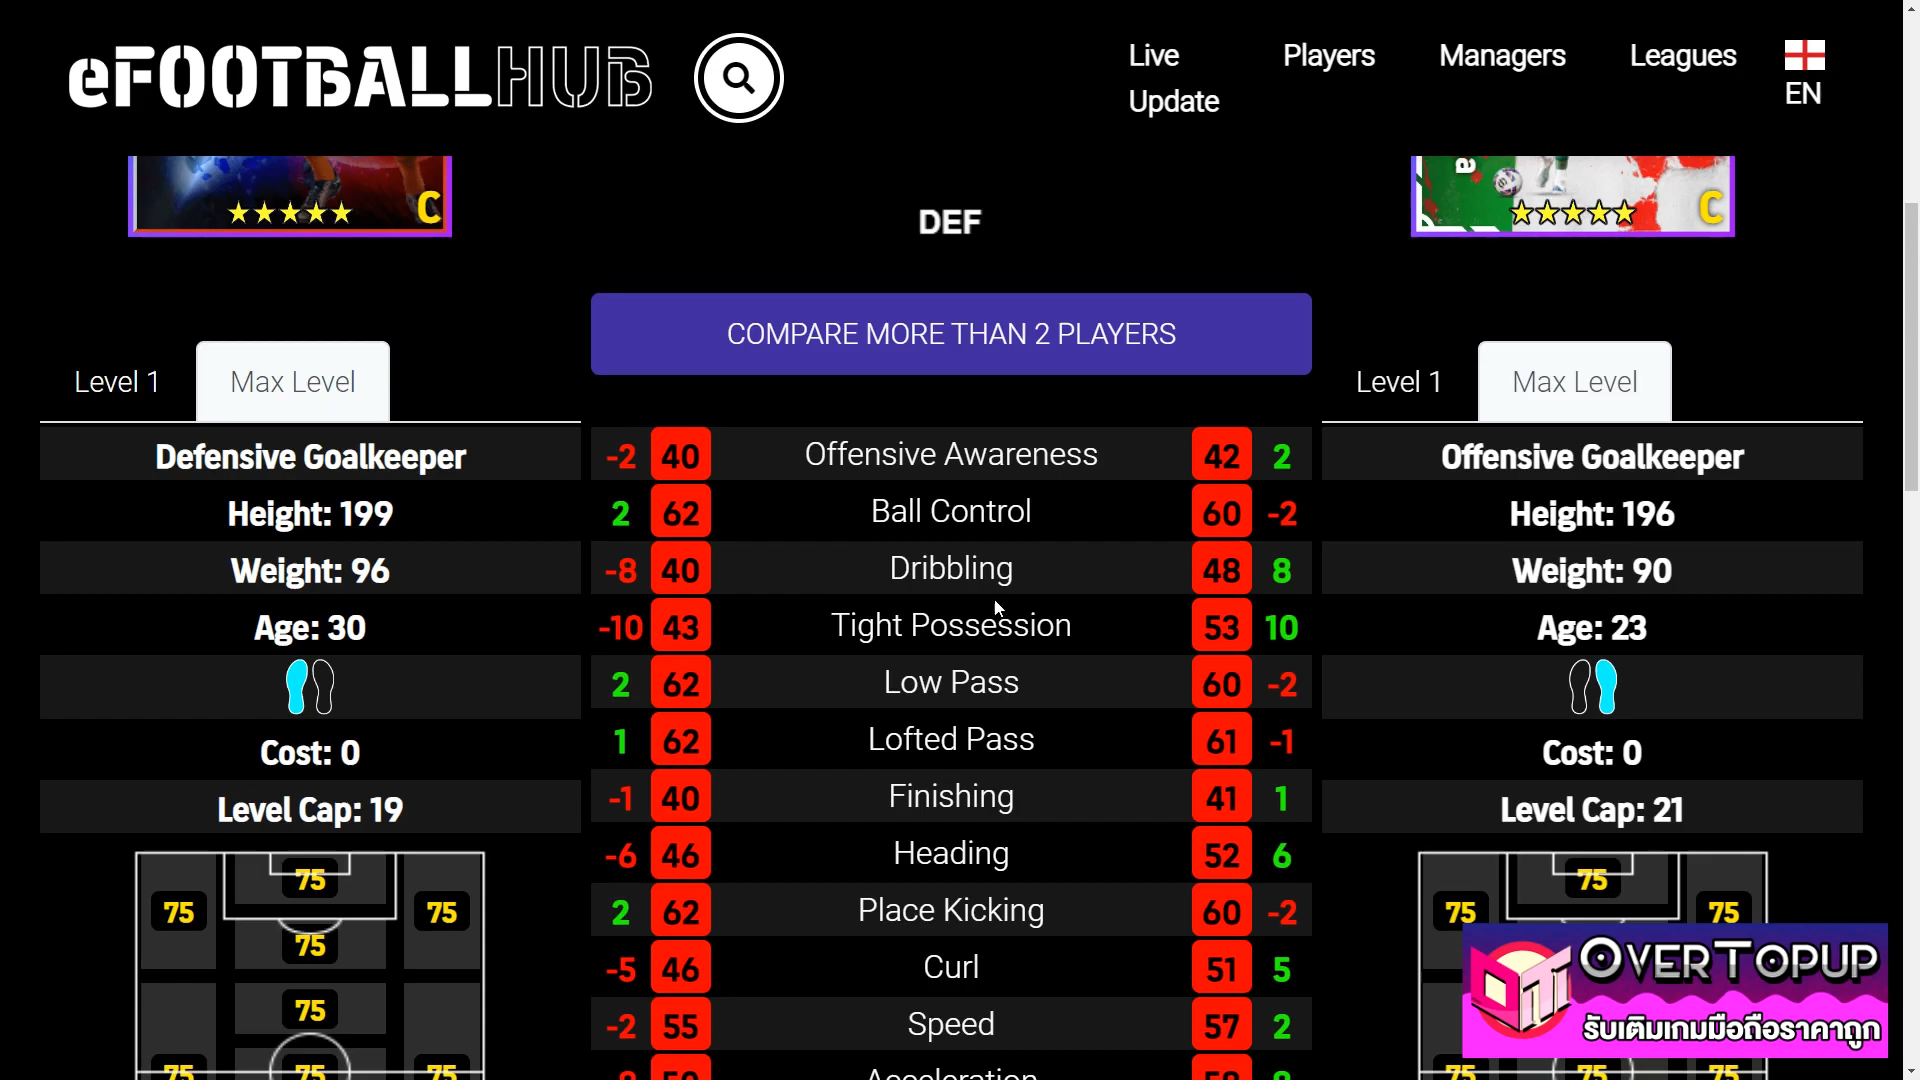 eFOOTBALLHUB
Live Update
Players
Managers
Leagues
EN
C
a
C
DEF
COMPARE MORE THAN 2 PLAYERS
Level 1
Max Level
Level 1
Max Level
Defensive Goalkeeper
-2 40 Offensive Awareness 42 2
Offensive Goalkeeper
Height: 199
2 62 Ball Control 60 -2
Height: 196
Weight: 96
-8 40 Dribbling 48 8
Weight: 90
Age: 30
-10 43 Tight Possession 53 10
Age: 23
2 62 Low Pass 60 -2
Cost: 0
1 62 Lofted Pass 61 -1
Cost: 0
Level Cap: 19
-1 40 Finishing 41 1
Level Cap: 21
-6 46 Heading 52 6
2 62 Place Kicking 60 -2
-5 46 Curl 51 5
-2 55 Speed 57 2
Acceleration
75
75 75
75
75
75 75 75
75
75 75
75 75 75
OVERTOPUP
รับเติมเกมมือถือราคาถูก